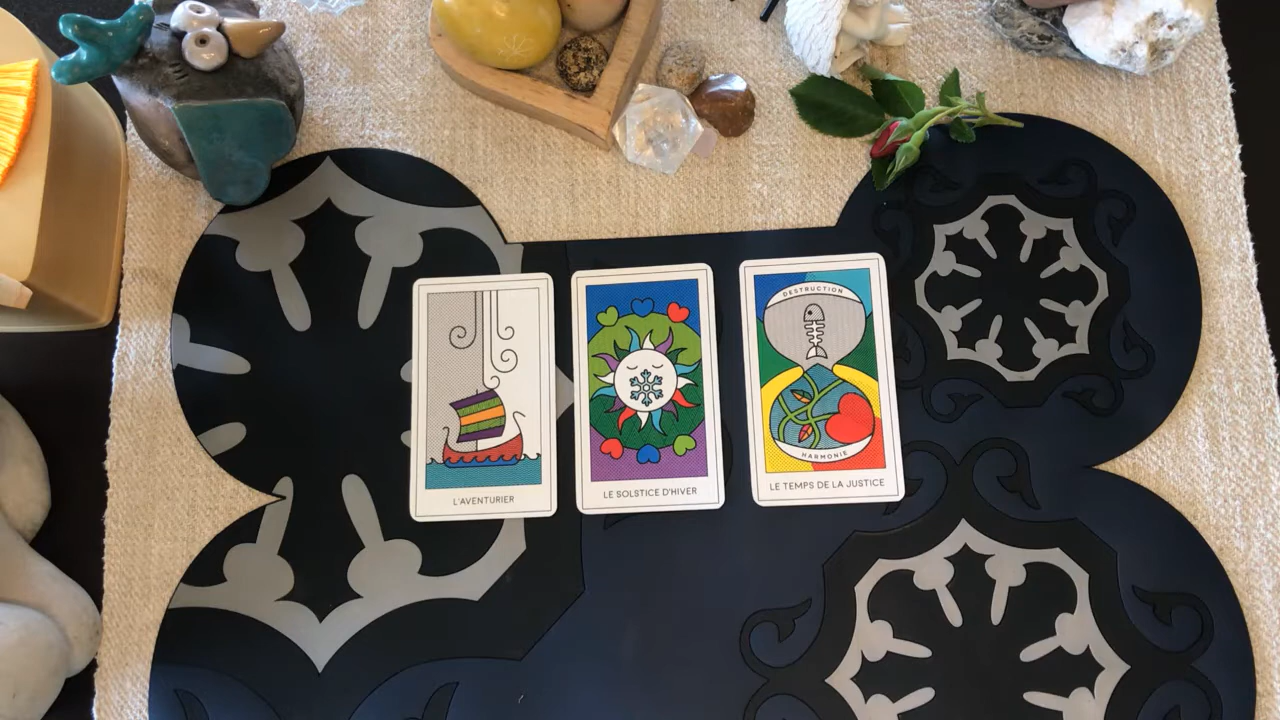 L'AVENTURIER
LE SOLSTICE D'HIVER
DESTRUCTION
HARMONIE
LE TEMPS DE LA JUSTICE